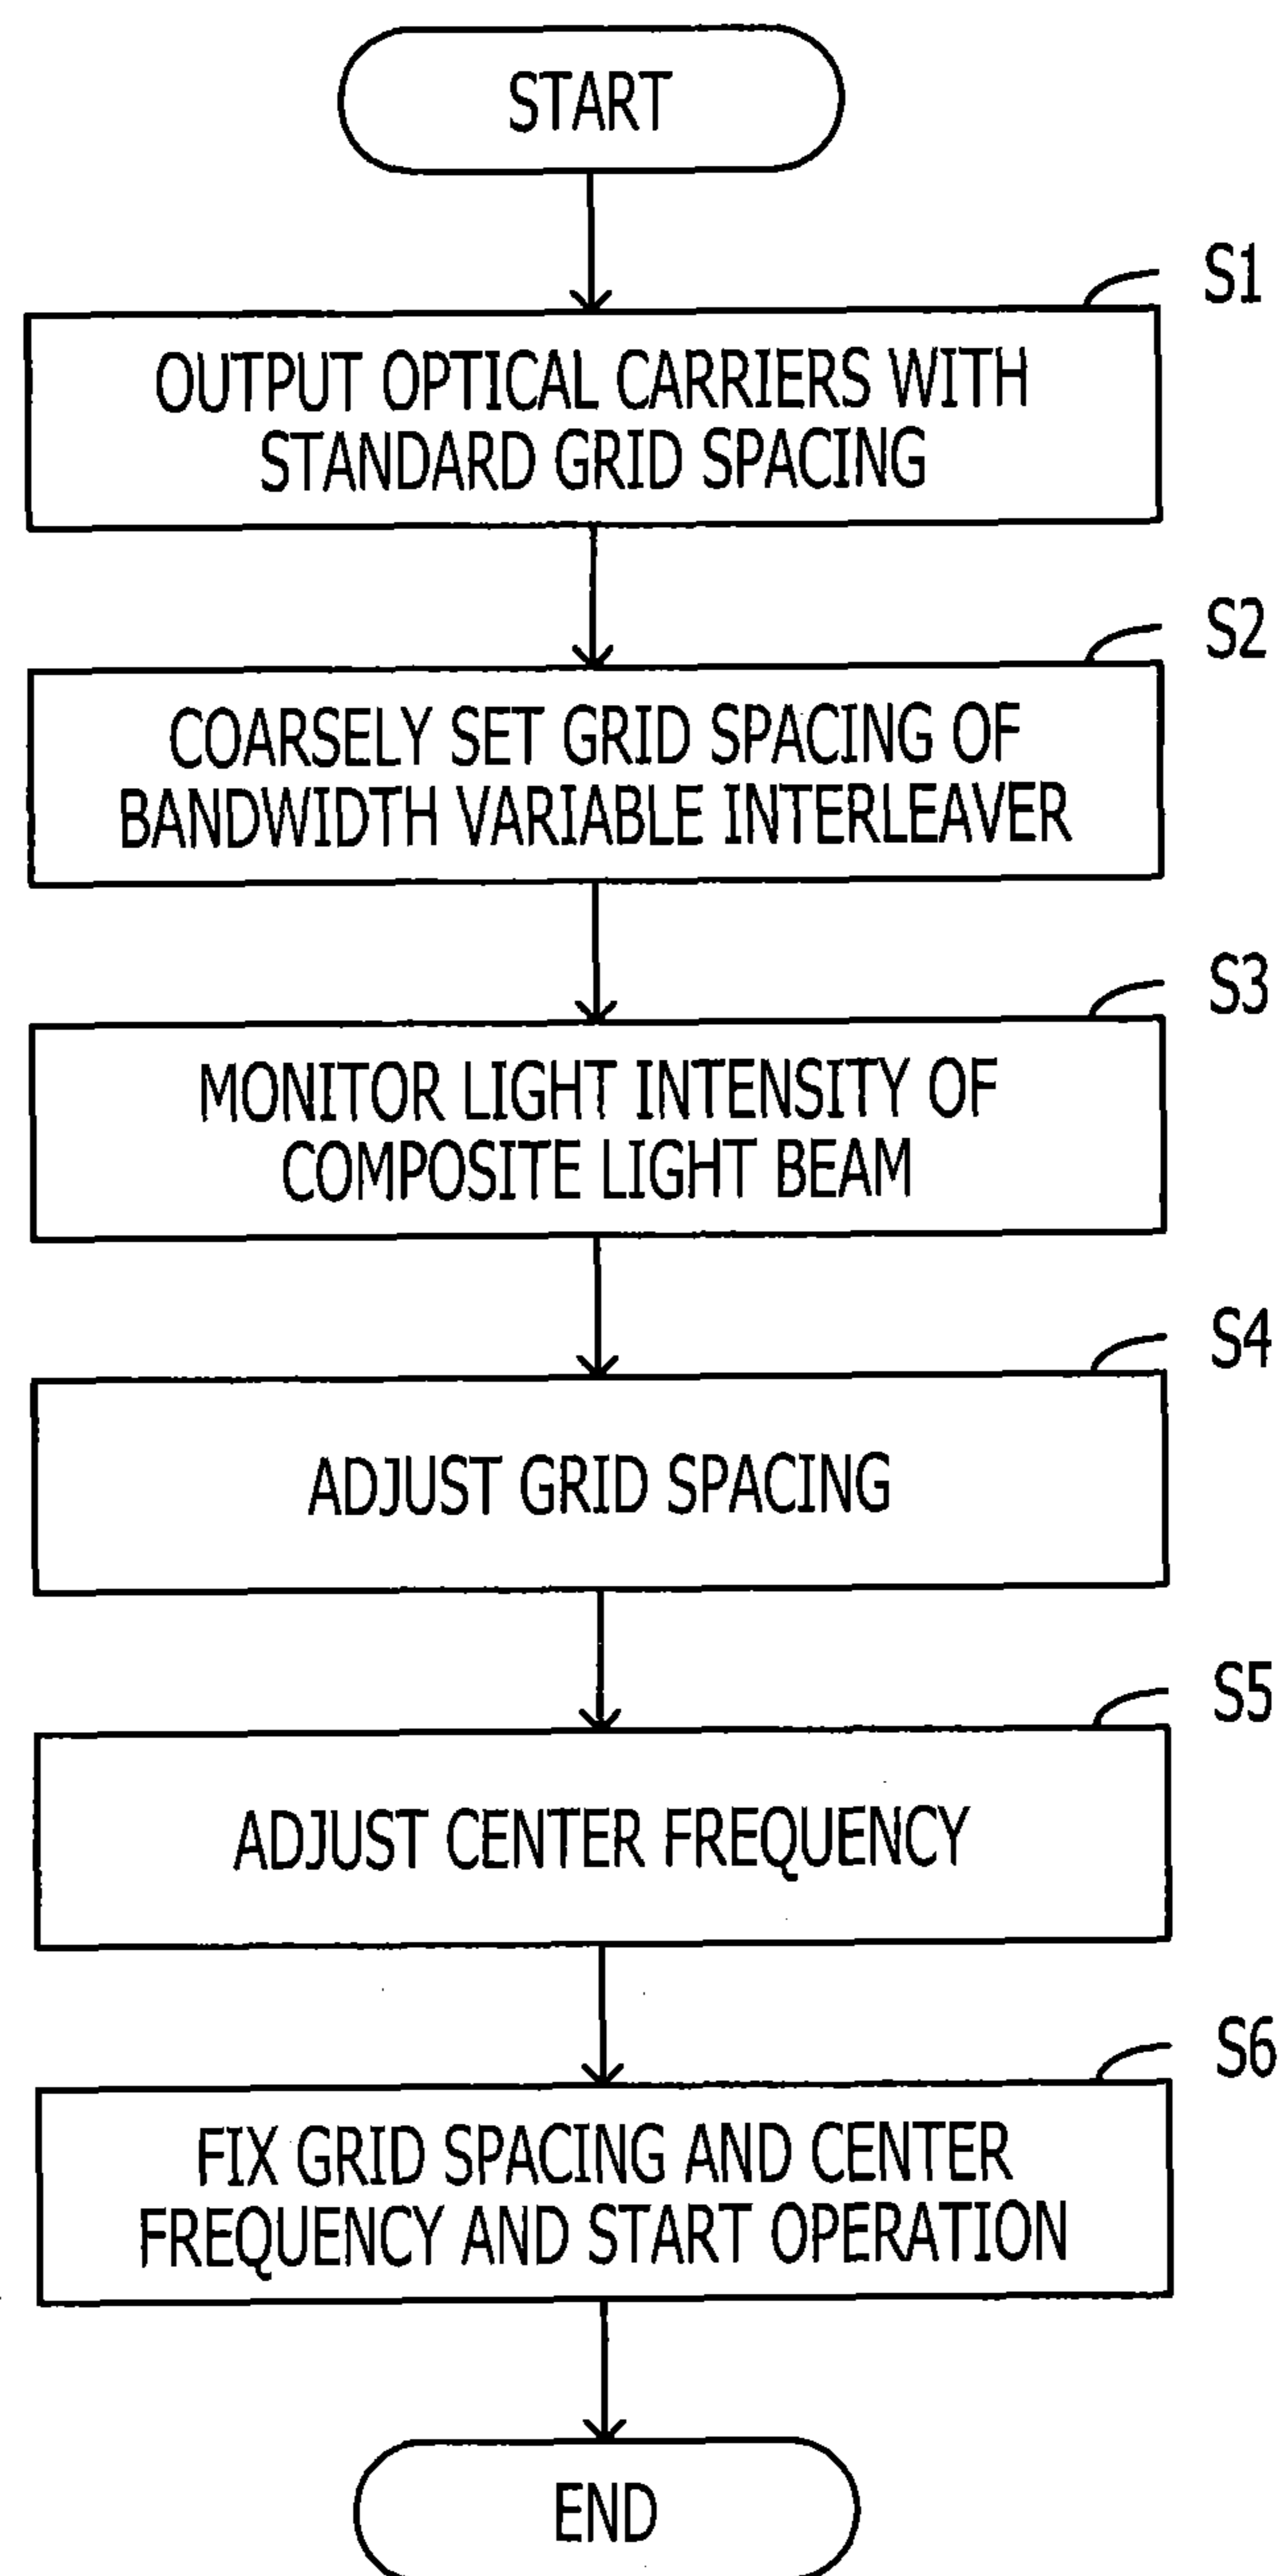 START
S1
OUTPUT OPTICAL CARRIERS WITH
STANDARD GRID SPACING
S2
COARSELY SET GRID SPACING OF
BANDWIDTH VARIABLE INTERLEAVER
S3
MONITOR LIGHT INTENSITY OF
COMPOSITE LIGHT BEAM
S4
ADJUST GRID SPACING
S5
ADJUST CENTER FREQUENCY
S6
FIX GRID SPACING AND CENTER
FREQUENCY AND START OPERATION
END